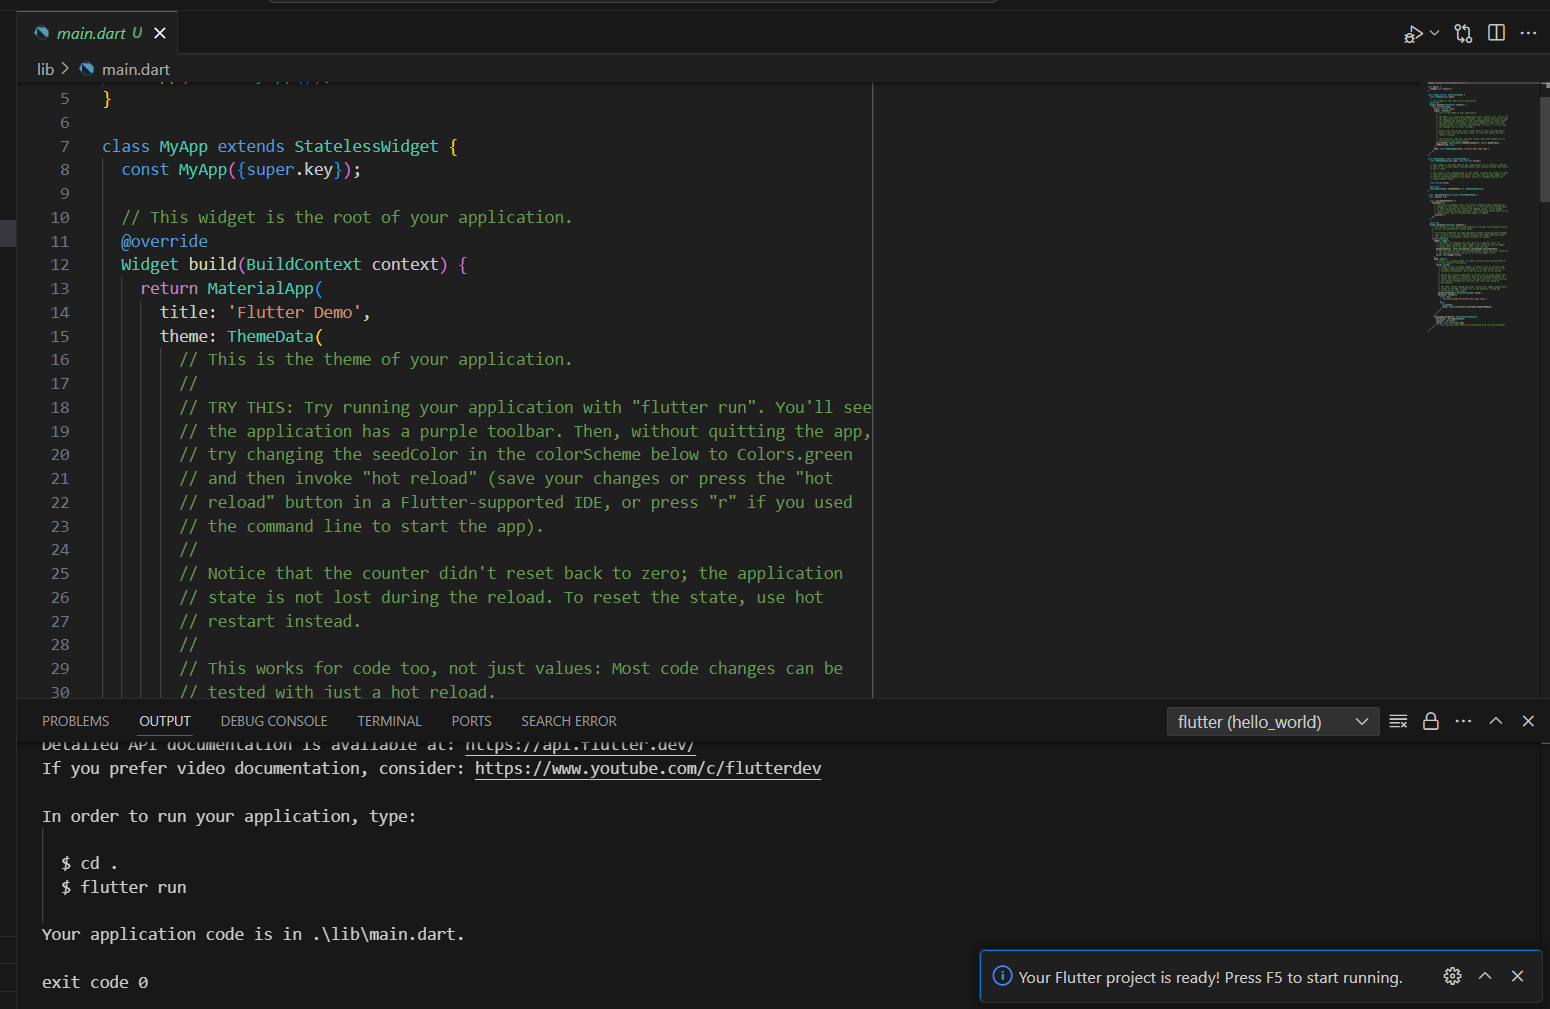 main.dart U
lib > main.dart
5 }
6
7 class MyApp extends StatelessWidget {
8 const MyApp({super.key});
9
10 // This widget is the root of your application.
11 @override
12 Widget build(BuildContext context) {
13 return MaterialApp(
14 title: 'Flutter Demo',
15 theme: ThemeData(
16 // This is the theme of your application.
17 //
18 // TRY THIS: Try running your application with "flutter run". You'll see
19 // the application has a purple toolbar. Then, without quitting the app,
20 // try changing the seedColor in the colorScheme below to Colors.green
21 // and then invoke "hot reload" (save your changes or press the "hot
22 // reload" button in a Flutter-supported IDE, or press "r" if you used
23 // the command line to start the app).
24 //
25 // Notice that the counter didn't reset back to zero; the application
26 // state is not lost during the reload. To reset the state, use hot
27 // restart instead.
28 //
29 // This works for code too, not just values: Most code changes can be
30 // tested with just a hot reload.
PROBLEMS OUTPUT DEBUG CONSOLE TERMINAL PORTS SEARCH ERROR flutter (hello_world)
Detailed API documentation is available at: https://api.flutter.dev/
If you prefer video documentation, consider: https://www.youtube.com/c/flutterdev
In order to run your application, type:
$ cd .
$ flutter run
Your application code is in .\lib\main.dart.
exit code 0
Your Flutter project is ready! Press F5 to start running.